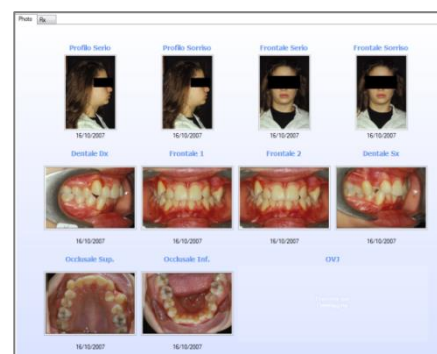 Photo Rx
Profilo Serio Profilo Sorriso Frontale Serio Frontale Sorriso
16/10/2007 16/10/2007 16/10/2007 16/10/2007
Dentale Dx Frontale 1 Frontale 2 Dentale Sx
16/10/2007 16/10/2007 16/10/2007 16/10/2007
Occlusale Sup. Occlusale Inf. OVJ
16/10/2007 16/10/2007